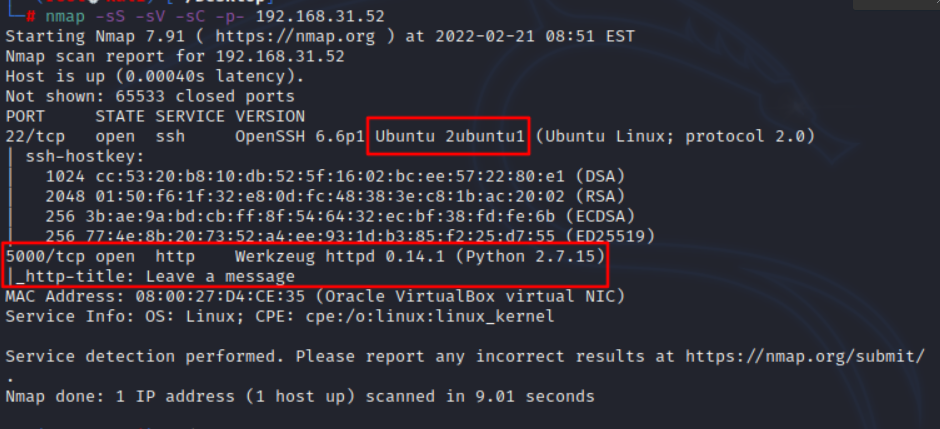 # nmap -sS -sV -sC -p- 192.168.31.52
Starting Nmap 7.91 ( https://nmap.org ) at 2022-02-21 08:51 EST
Nmap scan report for 192.168.31.52
Host is up (0.00040s latency).
Not shown: 65533 closed ports
PORT     STATE SERVICE VERSION
22/tcp   open  ssh     OpenSSH 6.6p1 Ubuntu 2ubuntu1 (Ubuntu Linux; protocol 2.0)
| ssh-hostkey:
|   1024 cc:53:20:b8:10:db:52:5f:16:02:bc:ee:57:22:80:e1 (DSA)
|   2048 01:50:f6:1f:32:e8:0d:fc:48:38:3e:c8:1b:ac:20:02 (RSA)
|   256 3b:ae:9a:bd:cb:ff:8f:54:64:32:ec:bf:38:fd:fe:6b (ECDSA)
|   256 77:4e:8b:20:73:52:a4:ee:93:1d:b3:85:f2:25:d7:55 (ED25519)
5000/tcp open  http    Werkzeug httpd 0.14.1 (Python 2.7.15)
|_http-title: Leave a message
MAC Address: 08:00:27:D4:CE:35 (Oracle VirtualBox virtual NIC)
Service Info: OS: Linux; CPE: cpe:/o:linux:linux_kernel
Service detection performed. Please report any incorrect results at https://nmap.org/submit/
.
Nmap done: 1 IP address (1 host up) scanned in 9.01 seconds